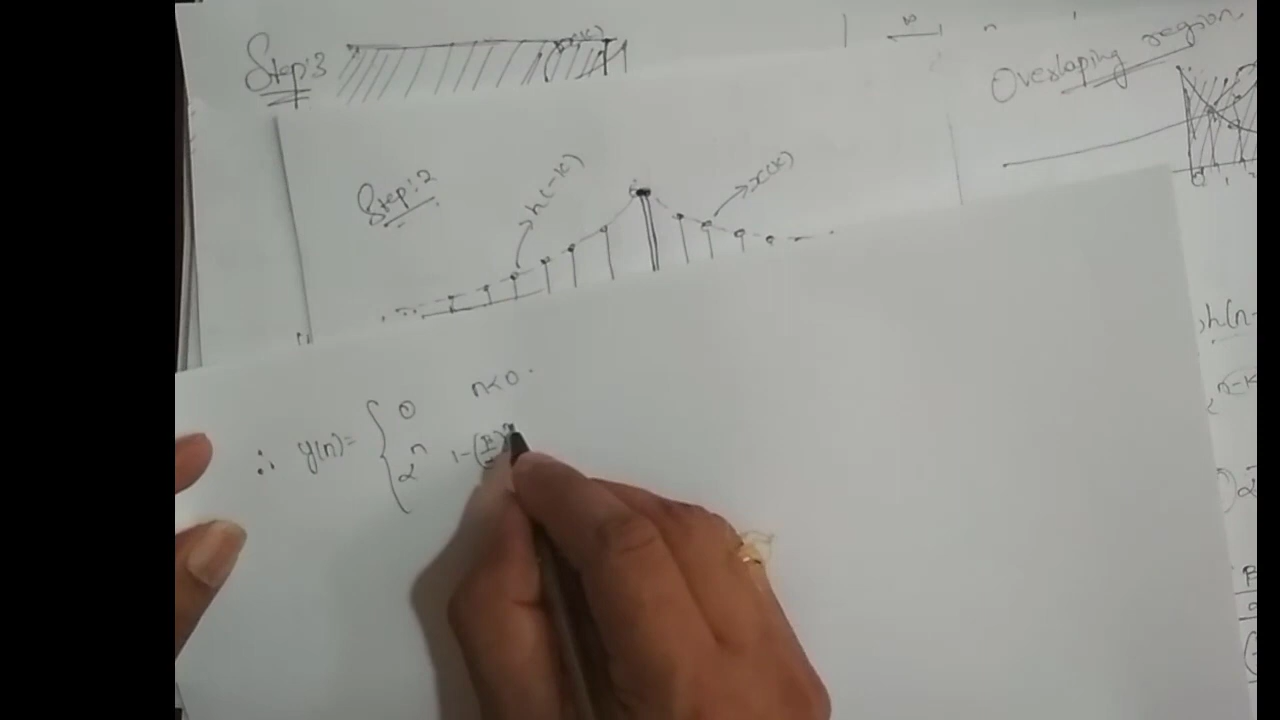 Step:3
Overlaping region
Step:2
h(-k)
x(k)
h(n-
n-k
∴ y(n)= { 0 n<0.
α^n 1-(β/α)^n